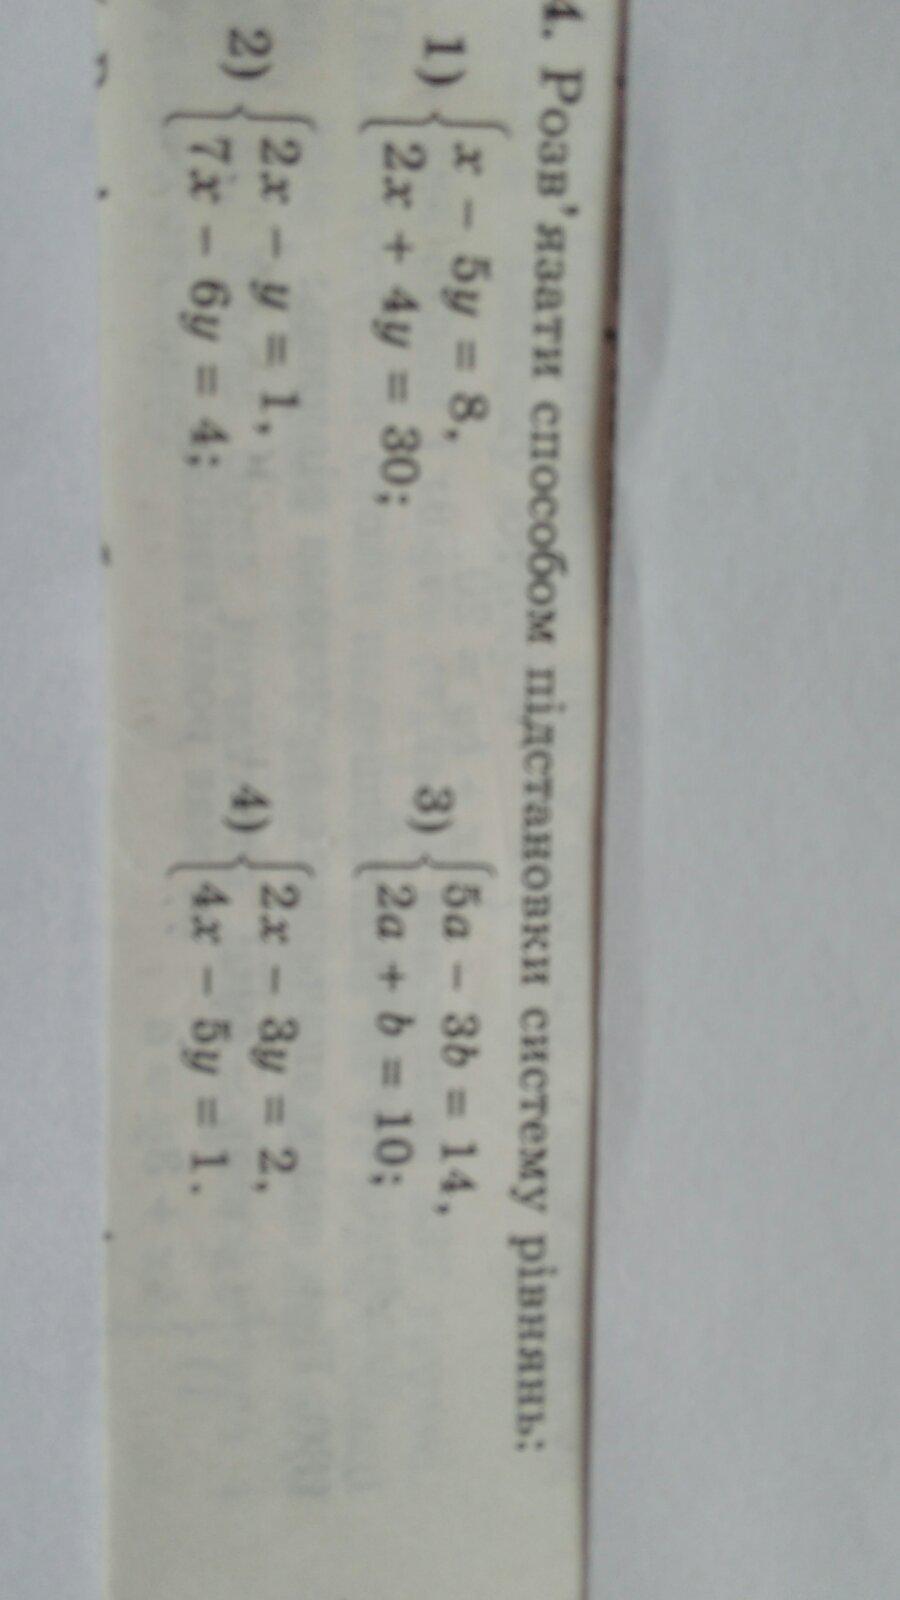 4. Розв'язати способом підстановки систему рівнянь:
1) { x − 5y = 8,
2x + 4y = 30;
2) { 2x − y = 1,
7x − 6y = 4;
3) { 5a − 3b = 14,
2a + b = 10;
4) { 2x − 3y = 2,
4x − 5y = 1.